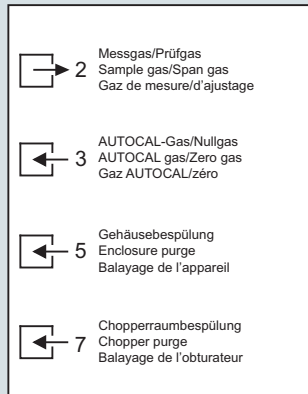 2
Messgas/Prüfgas
Sample gas/Span gas
Gaz de mesure/d'ajustage
3
AUTOCAL-Gas/Nullgas
AUTOCAL gas/Zero gas
Gaz AUTOCAL/zéro
5
Gehäusebespülung
Enclosure purge
Balayage de l'appareil
7
Chopperraumbespülung
Chopper purge
Balayage de l'obturateur